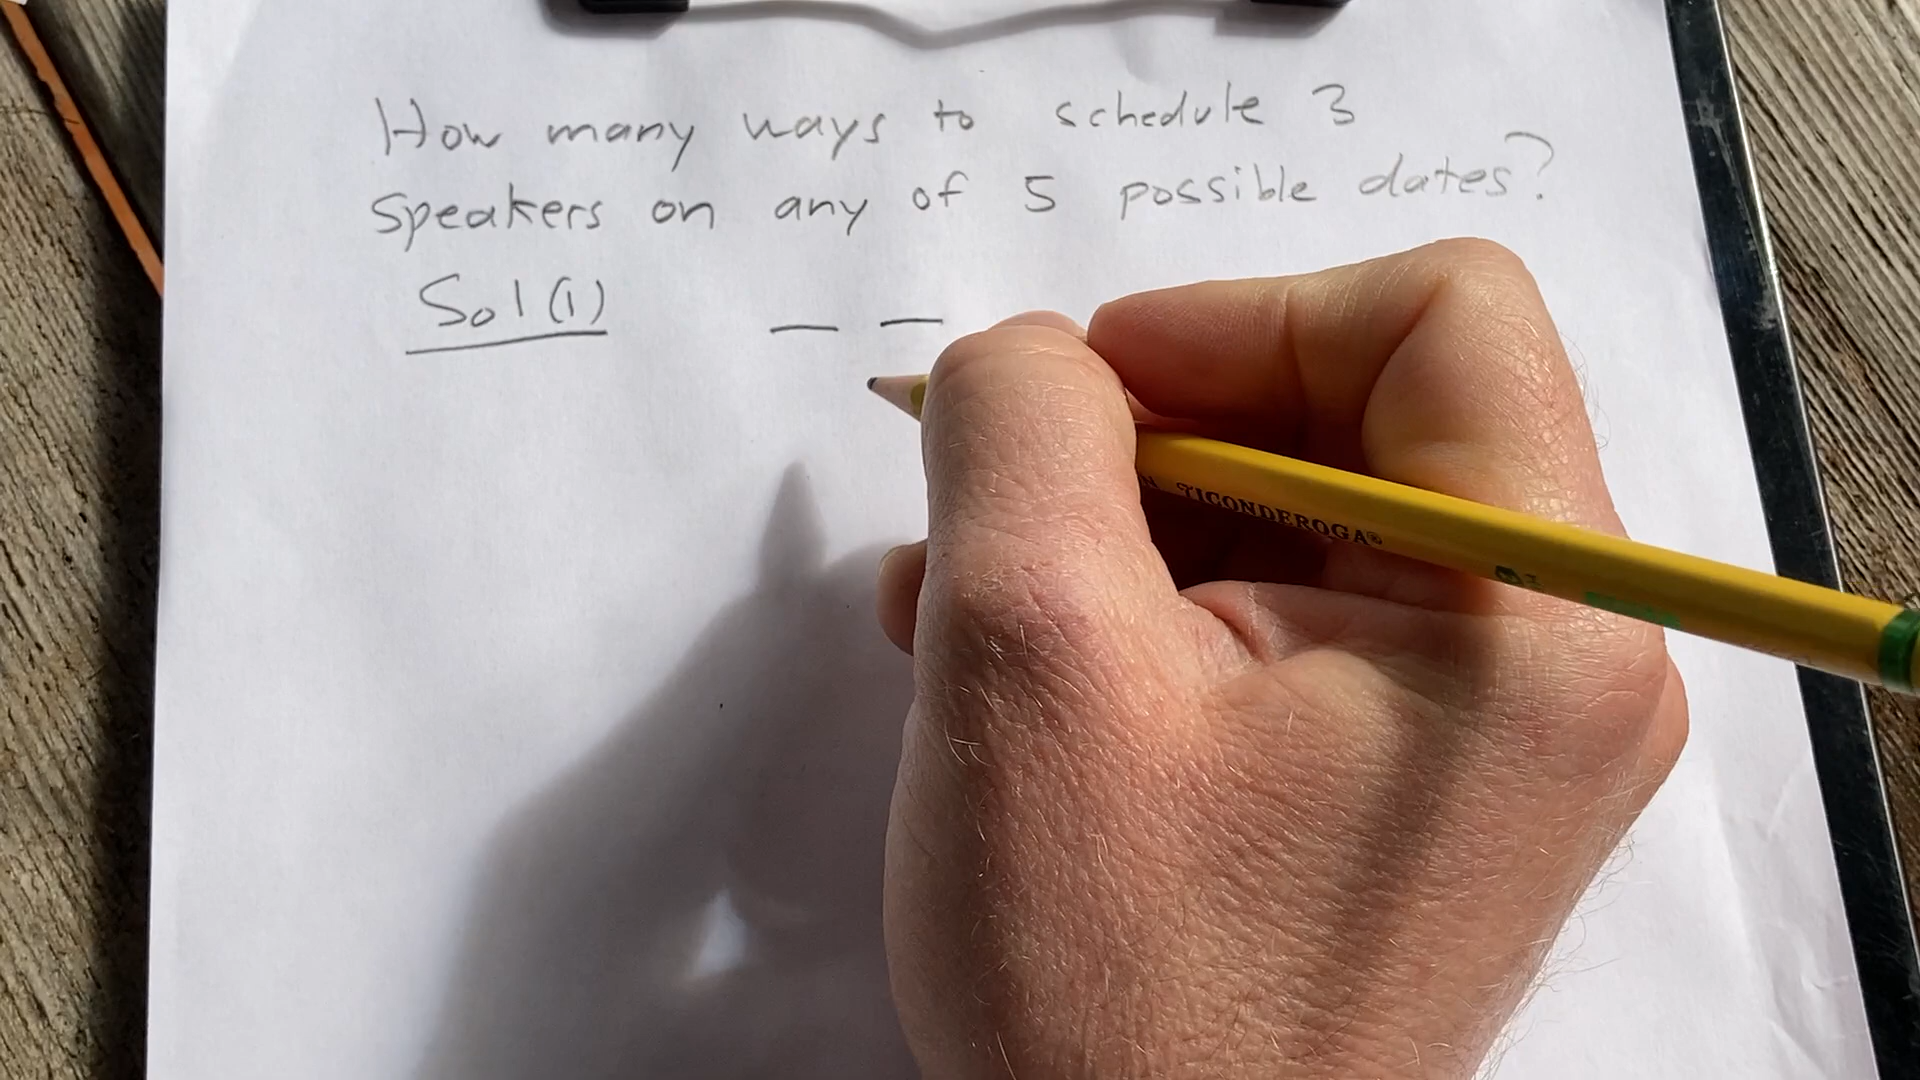 How many ways to schedule 3
speakers on any of 5 possible dates?
Sol(1) _ _
TICONDEROGA®